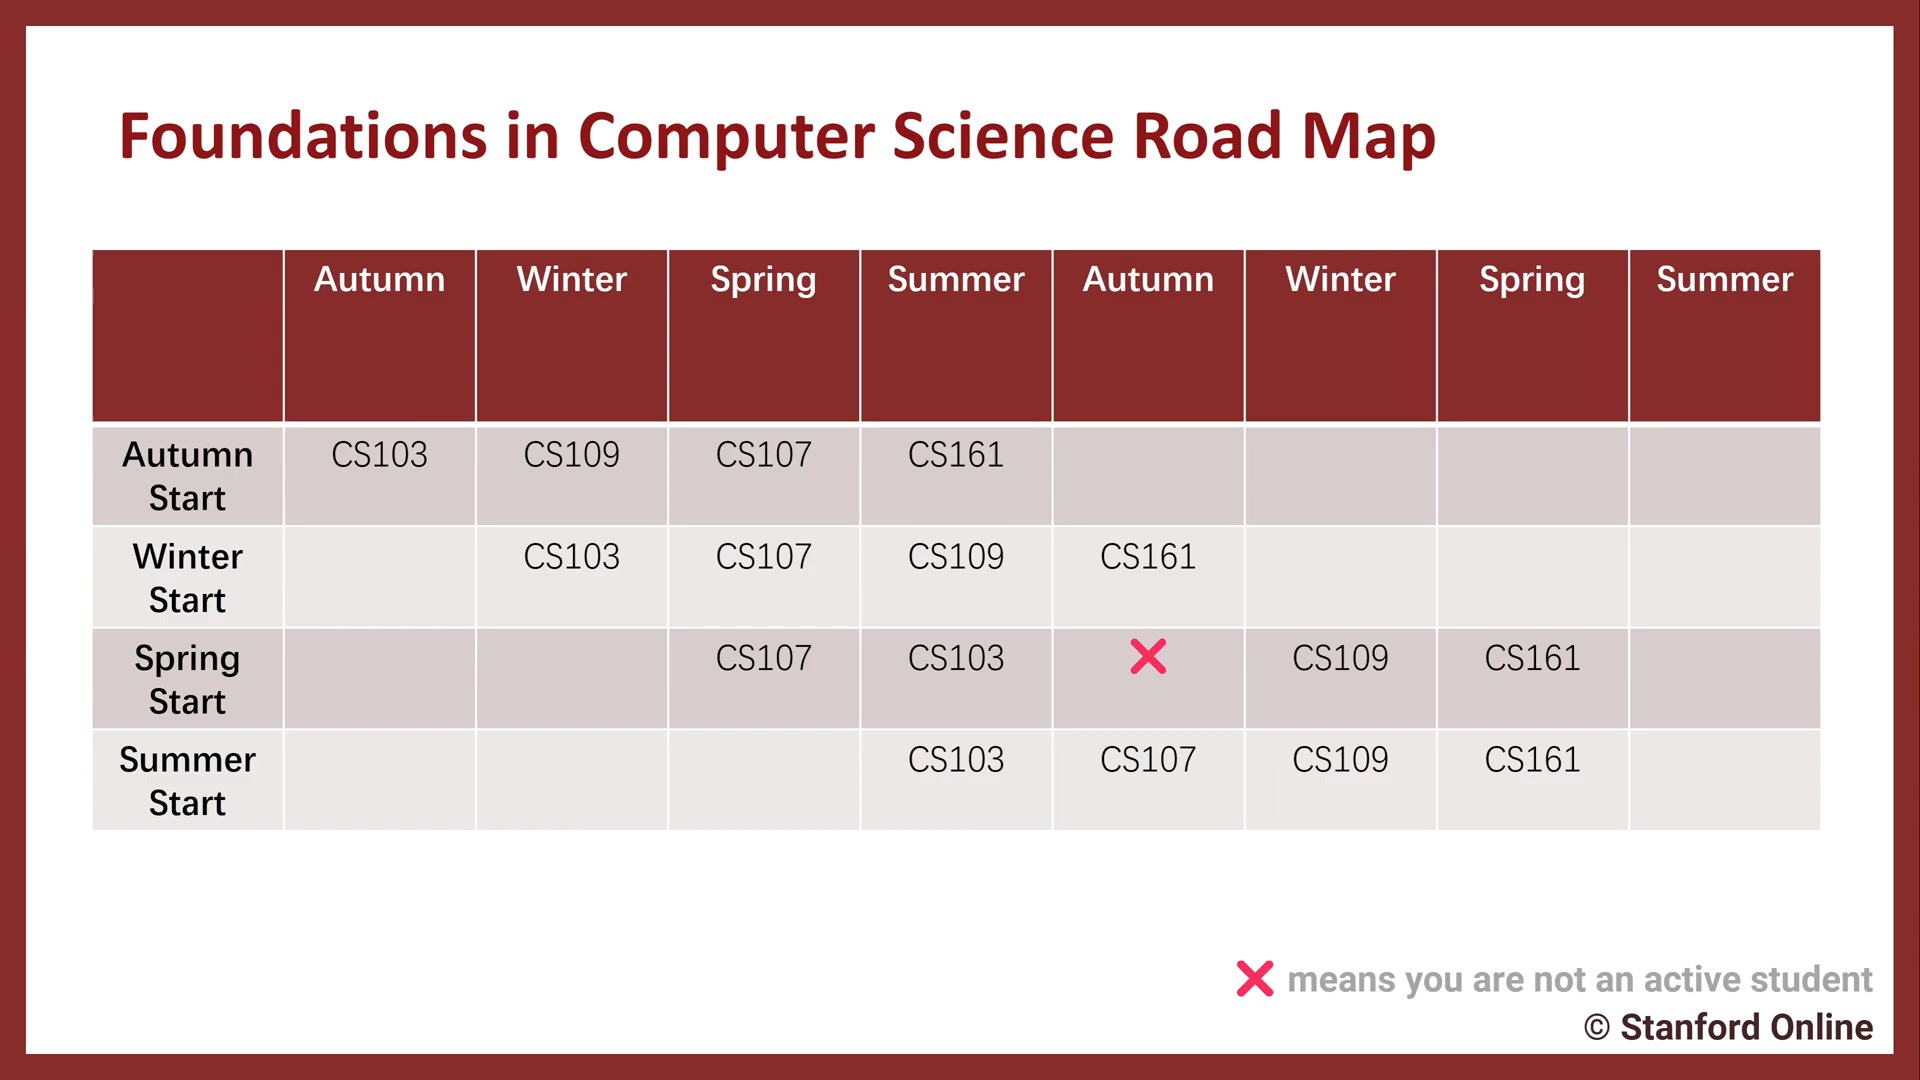 Foundations in Computer Science Road Map
Autumn Winter Spring Summer Autumn Winter Spring Summer
Autumn Start CS103 CS109 CS107 CS161
Winter Start CS103 CS107 CS109 CS161
Spring Start CS107 CS103 ❌ CS109 CS161
Summer Start CS103 CS107 CS109 CS161
❌ means you are not an active student
© Stanford Online